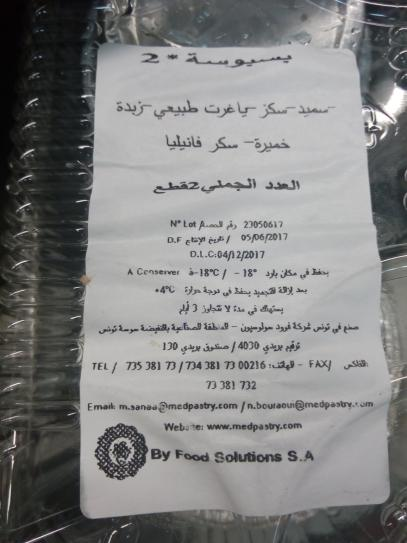 بسبوسة * 2
سميد-سكر-ياغرت طبيعي-زبدة
خميرة- سكر فانيليا
العدد الجملي 2قطع
N° Lot / رقم الحصة 23050617
D.F / تاريخ الإنتاج 05/06/2017
D.L.C:04/12/2017
A Conserver -18°C / - 18° يحفظ في مكان بارد
بعد إزالة التجميد يحفظ في درجة حرارة +4°C
يستهلك في مدة لا تتجاوز 3 أيام
صنع في تونس شركة فوود سولوسيون - المنطقة الصناعية بالنفيضة سوسة تونس
ترقيم بريدي 4030 / صندوق بريدي 130
TEL / الهاتف: 00216 73 381 734/ 73 381 735 - FAX/ الفاكس
73 381 732
Email: m.sanaa@medpastry.com / n.bouraoui@medpastry.com
Website: www.medpastry.com
By Food Solutions S.A